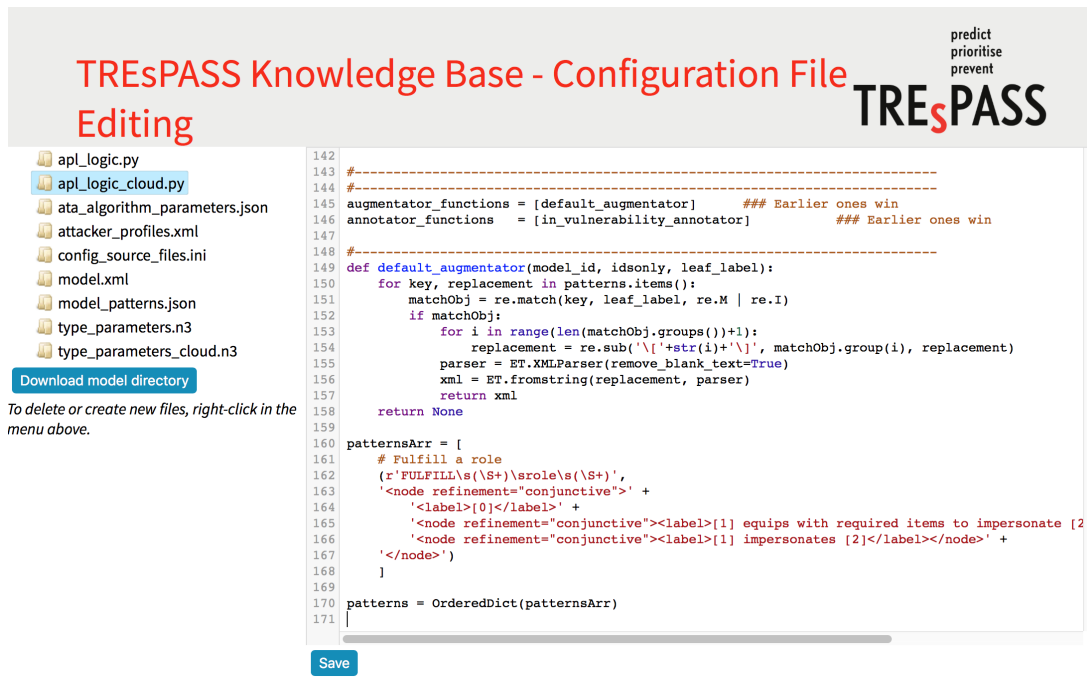 predict
prioritise
prevent
TREsPASS
TREsPASS Knowledge Base - Configuration File
Editing
apl_logic.py
apl_logic_cloud.py
ata_algorithm_parameters.json
attacker_profiles.xml
config_source_files.ini
model.xml
model_patterns.json
type_parameters.n3
type_parameters_cloud.n3
Download model directory
To delete or create new files, right-click in the
menu above.
142
143 #---------------------------------------------------------------------------
144 #---------------------------------------------------------------------------
145 augmentator_functions = [default_augmentator]      ### Earlier ones win
146 annotator_functions   = [in_vulnerability_annotator]           ### Earlier ones win
147
148 #---------------------------------------------------------------------------
149 def default_augmentator(model_id, idsonly, leaf_label):
150     for key, replacement in patterns.items():
151         matchObj = re.match(key, leaf_label, re.M | re.I)
152         if matchObj:
153             for i in range(len(matchObj.groups())+1):
154                 replacement = re.sub('\['+str(i)+'\]', matchObj.group(i), replacement)
155             parser = ET.XMLParser(remove_blank_text=True)
156             xml = ET.fromstring(replacement, parser)
157             return xml
158     return None
159
160 patternsArr = [
161     # Fulfill a role
162     (r'FULFILL\s(\S+)\srole\s(\S+)',
163     '<node refinement="conjunctive">' +
164         '<label>[0]</label>' +
165         '<node refinement="conjunctive"><label>[1] equips with required items to impersonate [2
166         '<node refinement="conjunctive"><label>[1] impersonates [2]</label></node>' +
167     '</node>')
168     ]
169
170 patterns = OrderedDict(patternsArr)
171
Save